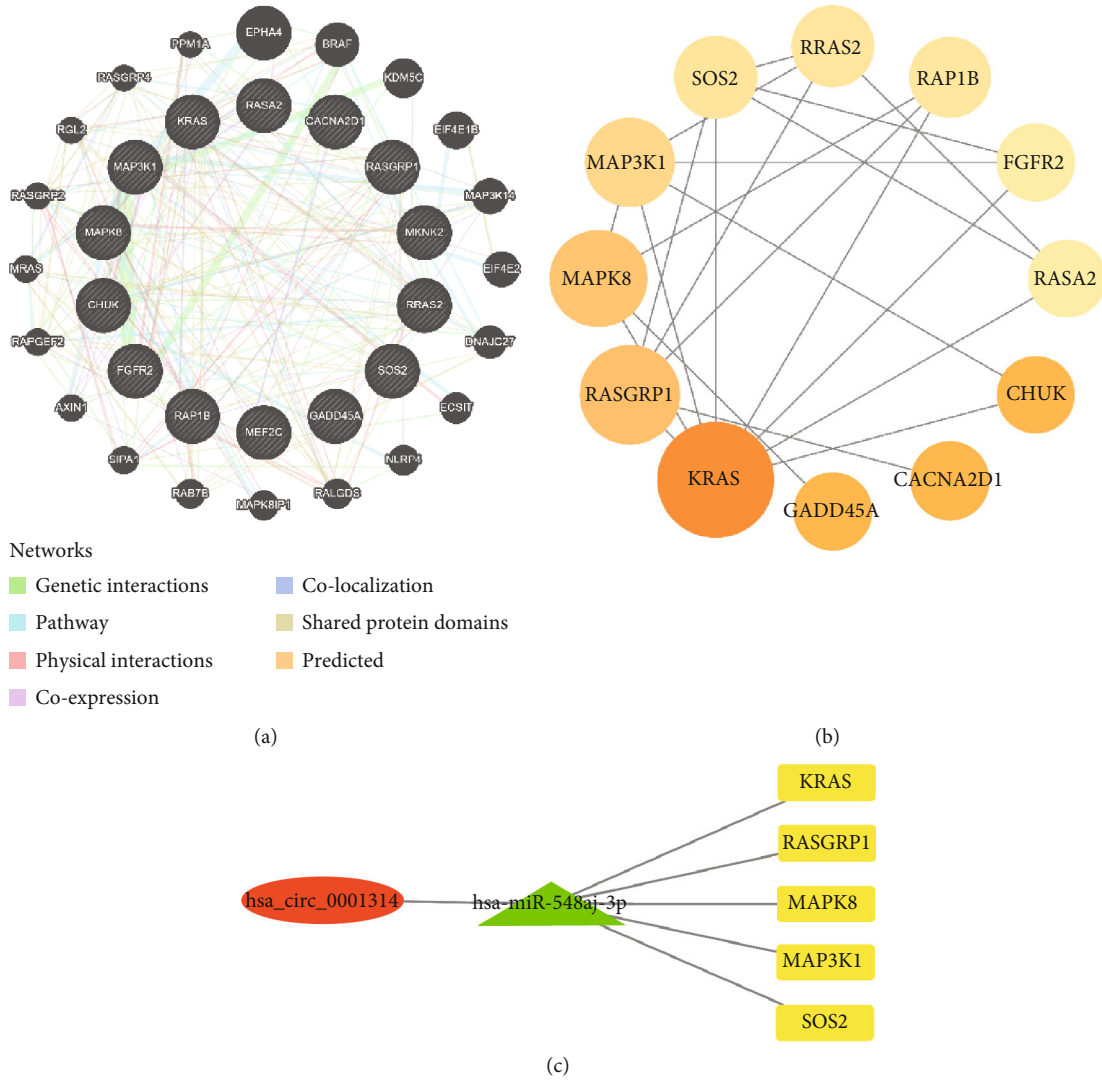 EPHA4
PPM1A
BRAF
RASGRP4
KDM5C
RASA2
KRAS
CACNA2D1
RGL2
EIF4E1B
MAP3K1
RASGRP1
RASGRP2
MAP3K14
MAPK8
MKNK2
MRAS
EIF4E2
CHUK
RRAS2
RAPGEF2
DNAJC27
FGFR2
SOS2
AXIN1
ECSIT
RAP1B
GADD45A
MEF2C
SIPA1
NLRP4
RAB7B
RALGDS
MAPK8IP1
Networks
Genetic interactions
Co-localization
Pathway
Shared protein domains
Physical interactions
Predicted
Co-expression
(a)
RRAS2
SOS2
RAP1B
MAP3K1
FGFR2
MAPK8
RASA2
RASGRP1
CHUK
KRAS
CACNA2D1
GADD45A
(b)
KRAS
RASGRP1
hsa_circ_0001314
hsa-miR-548aj-3p
MAPK8
MAP3K1
SOS2
(c)